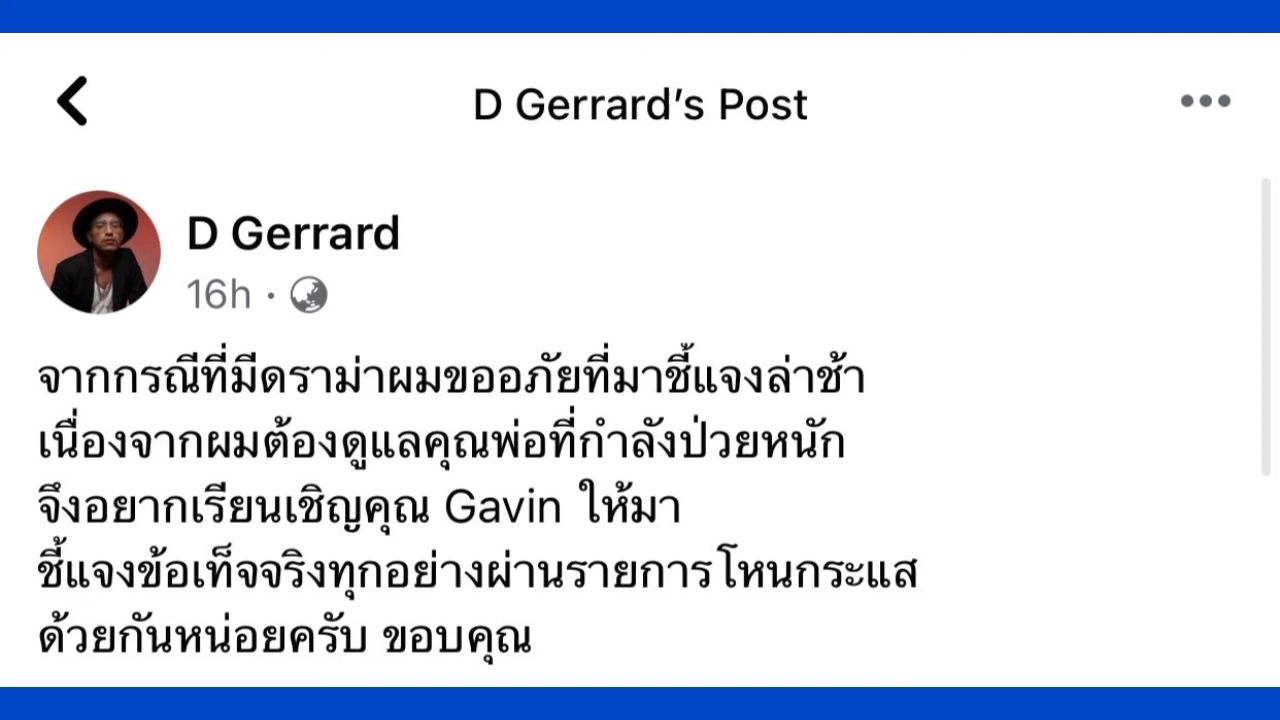 D Gerrard's Post
D Gerrard
16h ·
จากกรณีที่มีดราม่าผมขออภัยที่มาชี้แจงล่าช้า
เนื่องจากผมต้องดูแลคุณพ่อที่กำลังป่วยหนัก
จึงอยากเรียนเชิญคุณ Gavin ให้มา
ชี้แจงข้อเท็จจริงทุกอย่างผ่านรายการโหนกระแส
ด้วยกันหน่อยครับ ขอบคุณ